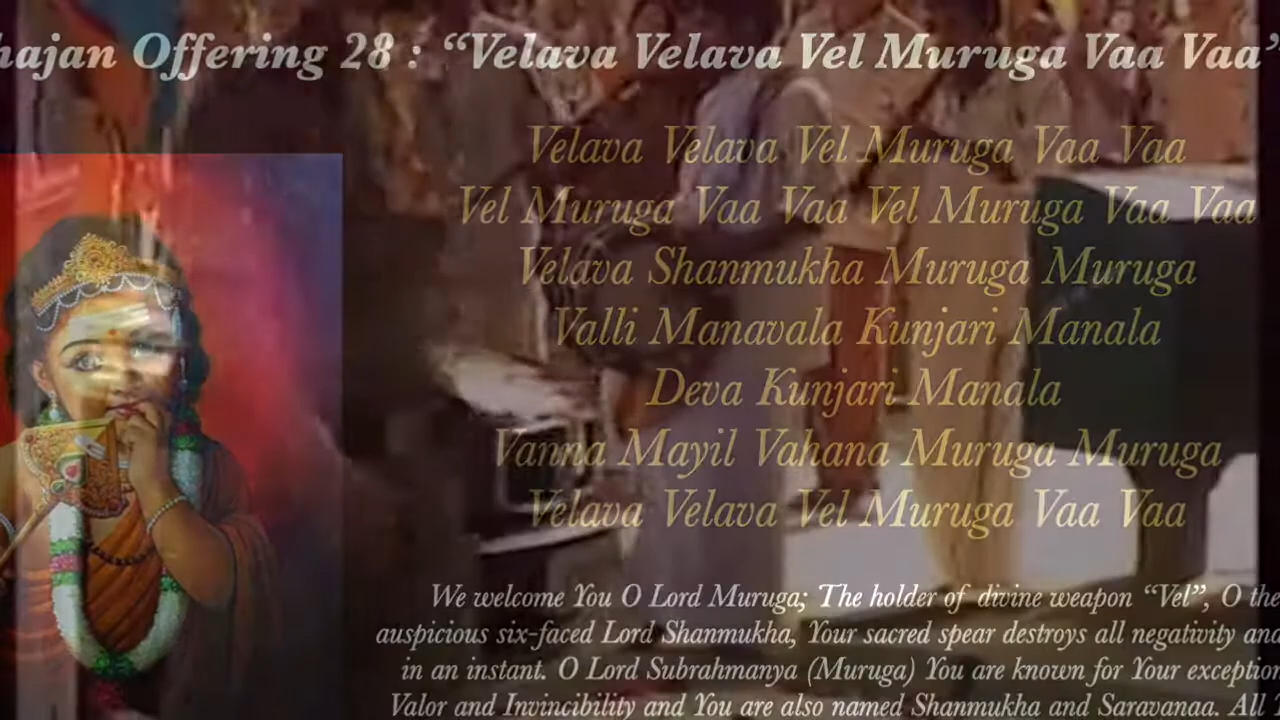 hajan Offering 28 : “Velava Velava Vel Muruga Vaa Vaa”
Velava Velava Vel Muruga Vaa Vaa
Vel Muruga Vaa Vaa Vel Muruga Vaa Vaa
Velava Shanmukha Muruga Muruga
Valli Manavala Kunjari Manala
Deva Kunjari Manala
Vanna Mayil Vahana Muruga Muruga
Velava Velava Vel Muruga Vaa Vaa
We welcome You O Lord Muruga; The holder of divine weapon “Vel”, O the
auspicious six-faced Lord Shanmukha, Your sacred spear destroys all negativity and
in an instant. O Lord Subrahmanya (Muruga) You are known for Your exception
Valor and Invincibility and You are also named Shanmukha and Saravanaa. All